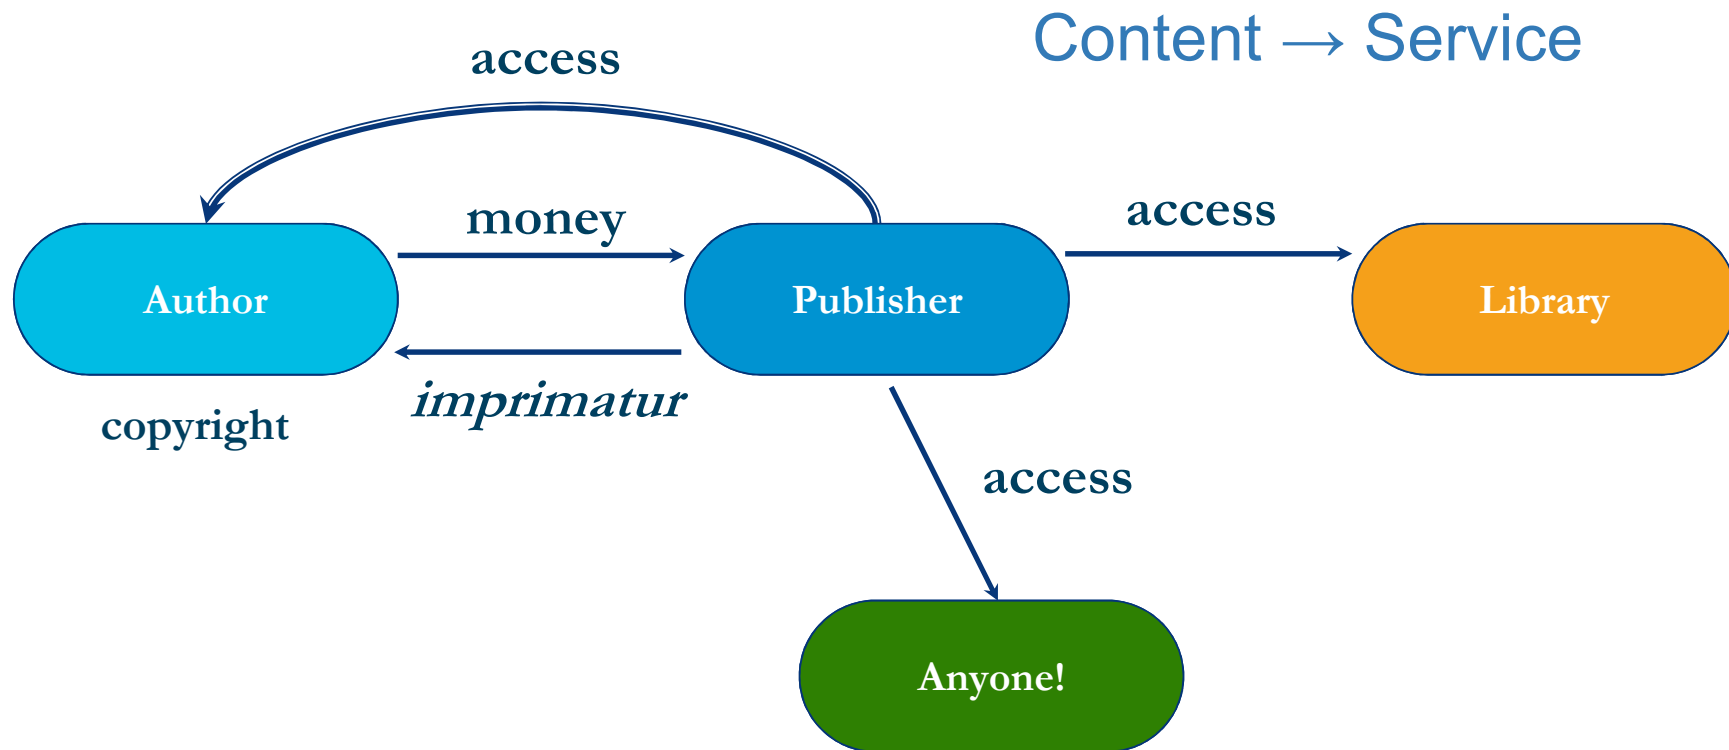 Content → Service
access
money
access
Author
Publisher
Library
imprimatur
copyright
access
Anyone!